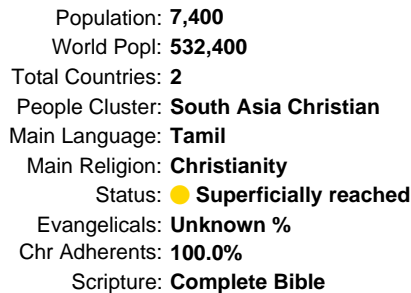 Population: 7,400
World Popl: 532,400
Total Countries: 2
People Cluster: South Asia Christian
Main Language: Tamil
Main Religion: Christianity
Status: Superficially reached
Evangelicals: Unknown %
Chr Adherents: 100.0%
Scripture: Complete Bible